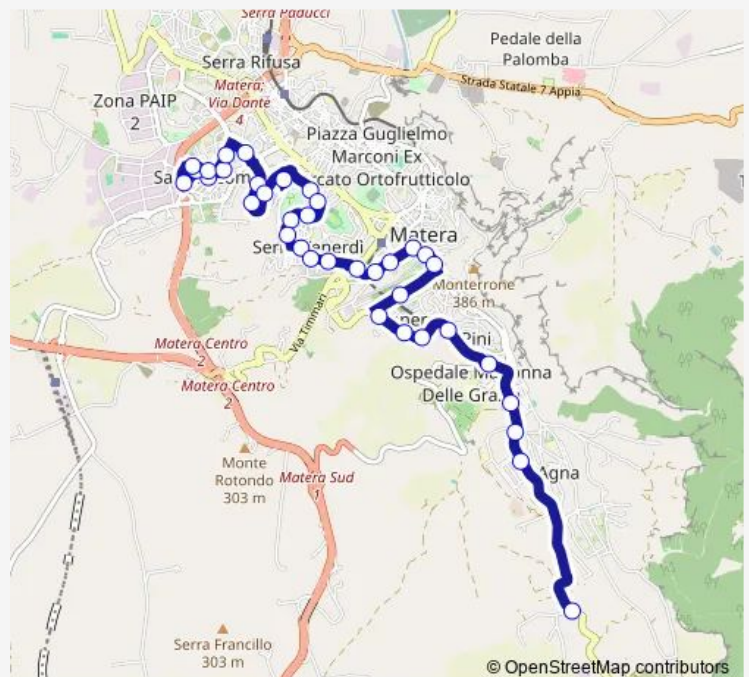 Serra Paducci
Pedale della
Palomba
Serra Rifusa
Strada Statale 7 Appia
Matera;
Via Dante
4
Zona PAIP
2
Piazza Guglielmo
Marconi Ex
Mercato Ortofrutticolo
Matera
Monterrone
386 m
Via Timmari
Pini
Matera Centro
2
Matera Centro
2
Ospedale Madonna
Delle Gra
Monte
Rotondo
303 m
Matera Sud
1
Agna
Serra Francillo
303 m
© OpenStreetMap contributors